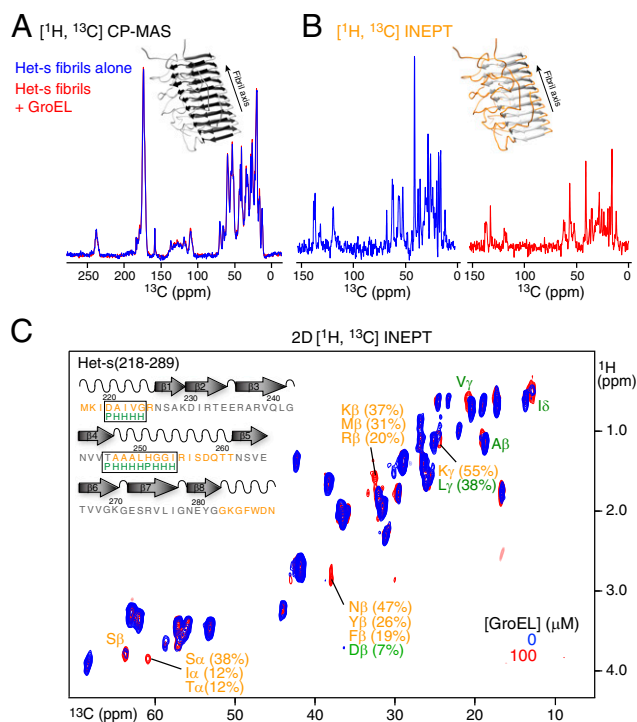 A [¹H, ¹³C] CP-MAS
Het-s fibrils alone
Het-s fibrils
+ GroEL
Fibril axis
250 200 150 100 50 0
¹³C (ppm)
B [¹H, ¹³C] INEPT
Fibril axis
150 100 50 0
¹³C (ppm)
150 100 50 0
¹³C (ppm)
C 2D [¹H, ¹³C] INEPT
Het-s(218-289)
β1 β2 β3
220 230 240
MKIDAIVGRNSAKDIRTEERARVQLG
PHHHH
β4 β5
250 260
NVVTAAALHGGIRISDQTTNSVE
PHHHHPHHH
β6 β7 β8
270 280
TVVGKGESRVLIGNEYGGKGFWDN
Vγ
Iδ
Aβ
Kβ (37%)
Mβ (31%)
Rβ (20%)
Kγ (55%)
Lγ (38%)
Nβ (47%)
Yβ (26%)
Fβ (19%)
Dβ (7%)
Sβ
Sα (38%)
Iα (12%)
Tα(12%)
[GroEL] (μM)
0
100
¹H
(ppm)
1.0
2.0
3.0
4.0
¹³C (ppm) 60 50 40 30 20 10